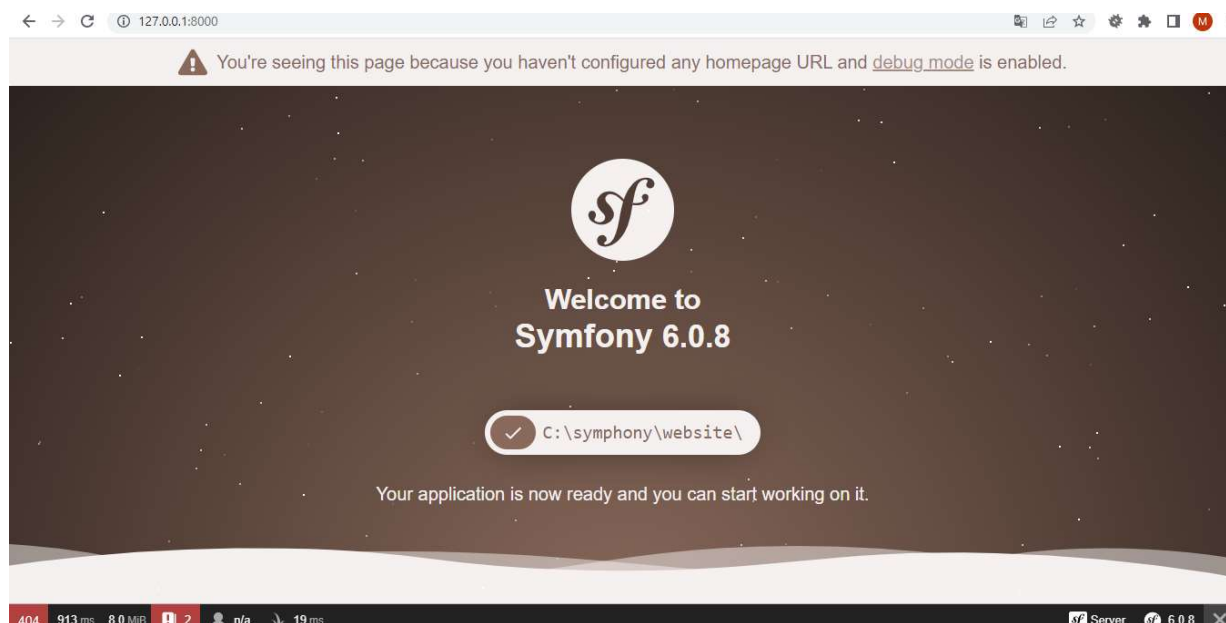 127.0.0.1:8000
M
You're seeing this page because you haven't configured any homepage URL and debug mode is enabled.
sf
Welcome to
Symfony 6.0.8
C:\symphony\website\
Your application is now ready and you can start working on it.
404 913 ms 8.0 MiB 2 n/a 19 ms sf Server sf 6.0.8